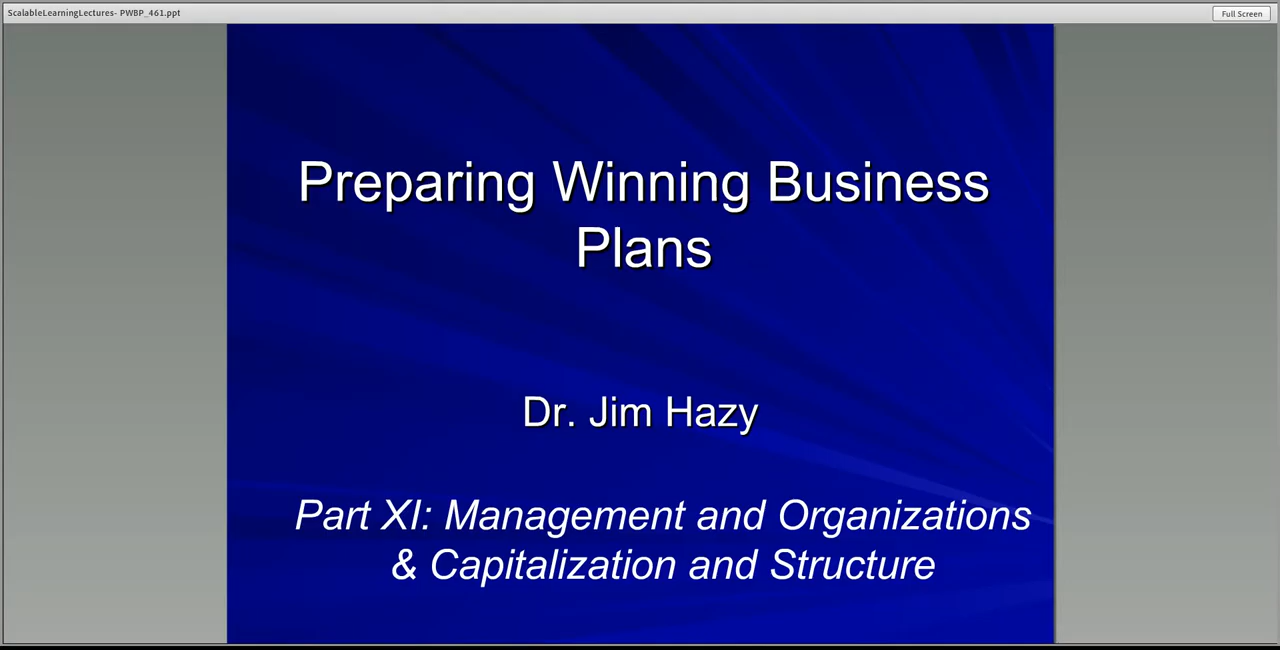 ScalableLearningLectures- PWBP_461.ppt
Full Screen
Preparing Winning Business
Plans
Dr. Jim Hazy
Part XI: Management and Organizations
& Capitalization and Structure